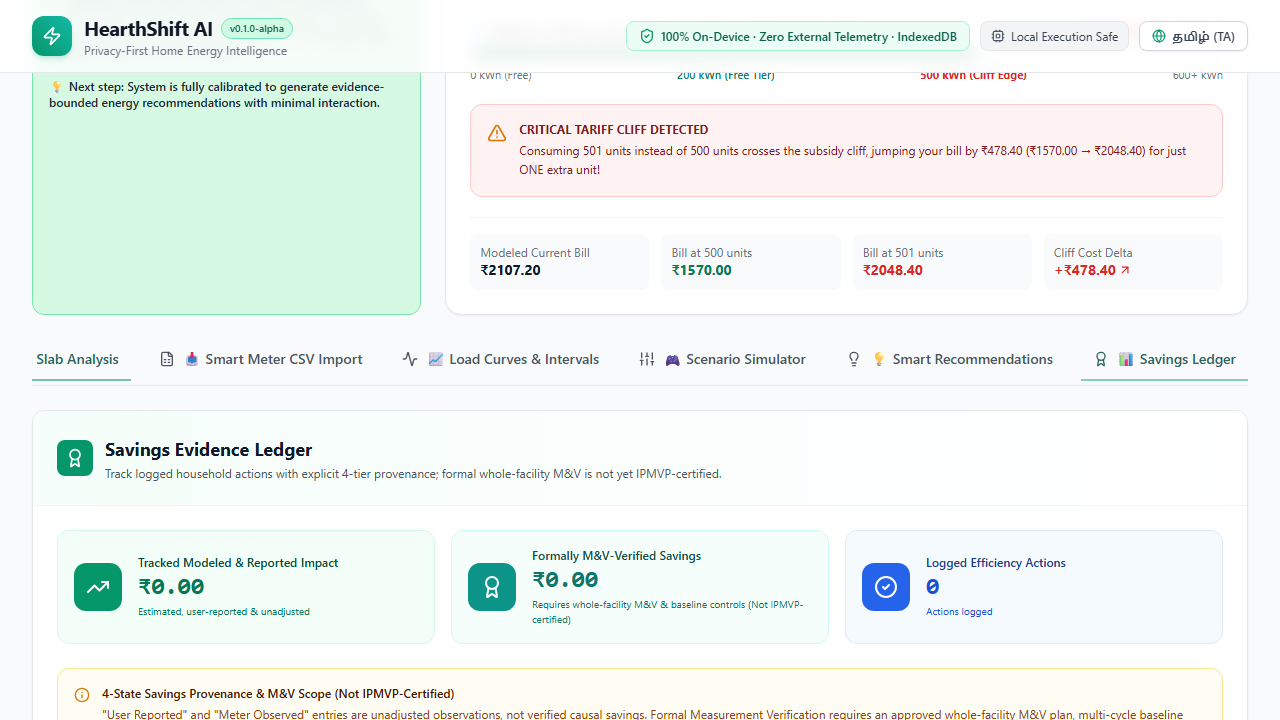 HearthShift AI
v0.1.0-alpha
Privacy-First Home Energy Intelligence
100% On-Device · Zero External Telemetry · IndexedDB
Local Execution Safe
தமிழ் (TA)
Next step: System is fully calibrated to generate evidence-
bounded energy recommendations with minimal interaction.
0 kWh (Free)
200 kWh (Free Tier)
500 kWh (Cliff Edge)
600+ kWh
CRITICAL TARIFF CLIFF DETECTED
Consuming 501 units instead of 500 units crosses the subsidy cliff, jumping your bill by ₹478.40 (₹1570.00 → ₹2048.40) for just
ONE extra unit!
Modeled Current Bill
₹2107.20
Bill at 500 units
₹1570.00
Bill at 501 units
₹2048.40
Cliff Cost Delta
+₹478.40
Slab Analysis
Smart Meter CSV Import
Load Curves & Intervals
Scenario Simulator
Smart Recommendations
Savings Ledger
Savings Evidence Ledger
Track logged household actions with explicit 4-tier provenance; formal whole-facility M&V is not yet IPMVP-certified.
Tracked Modeled & Reported Impact
₹0.00
Estimated, user-reported & unadjusted
Formally M&V-Verified Savings
₹0.00
Requires whole-facility M&V & baseline controls (Not IPMVP-
certified)
Logged Efficiency Actions
0
Actions logged
4-State Savings Provenance & M&V Scope (Not IPMVP-Certified)
"User Reported" and "Meter Observed" entries are unadjusted observations, not verified causal savings. Formal Measurement Verification requires an approved whole-facility M&V plan, multi-cycle baseline